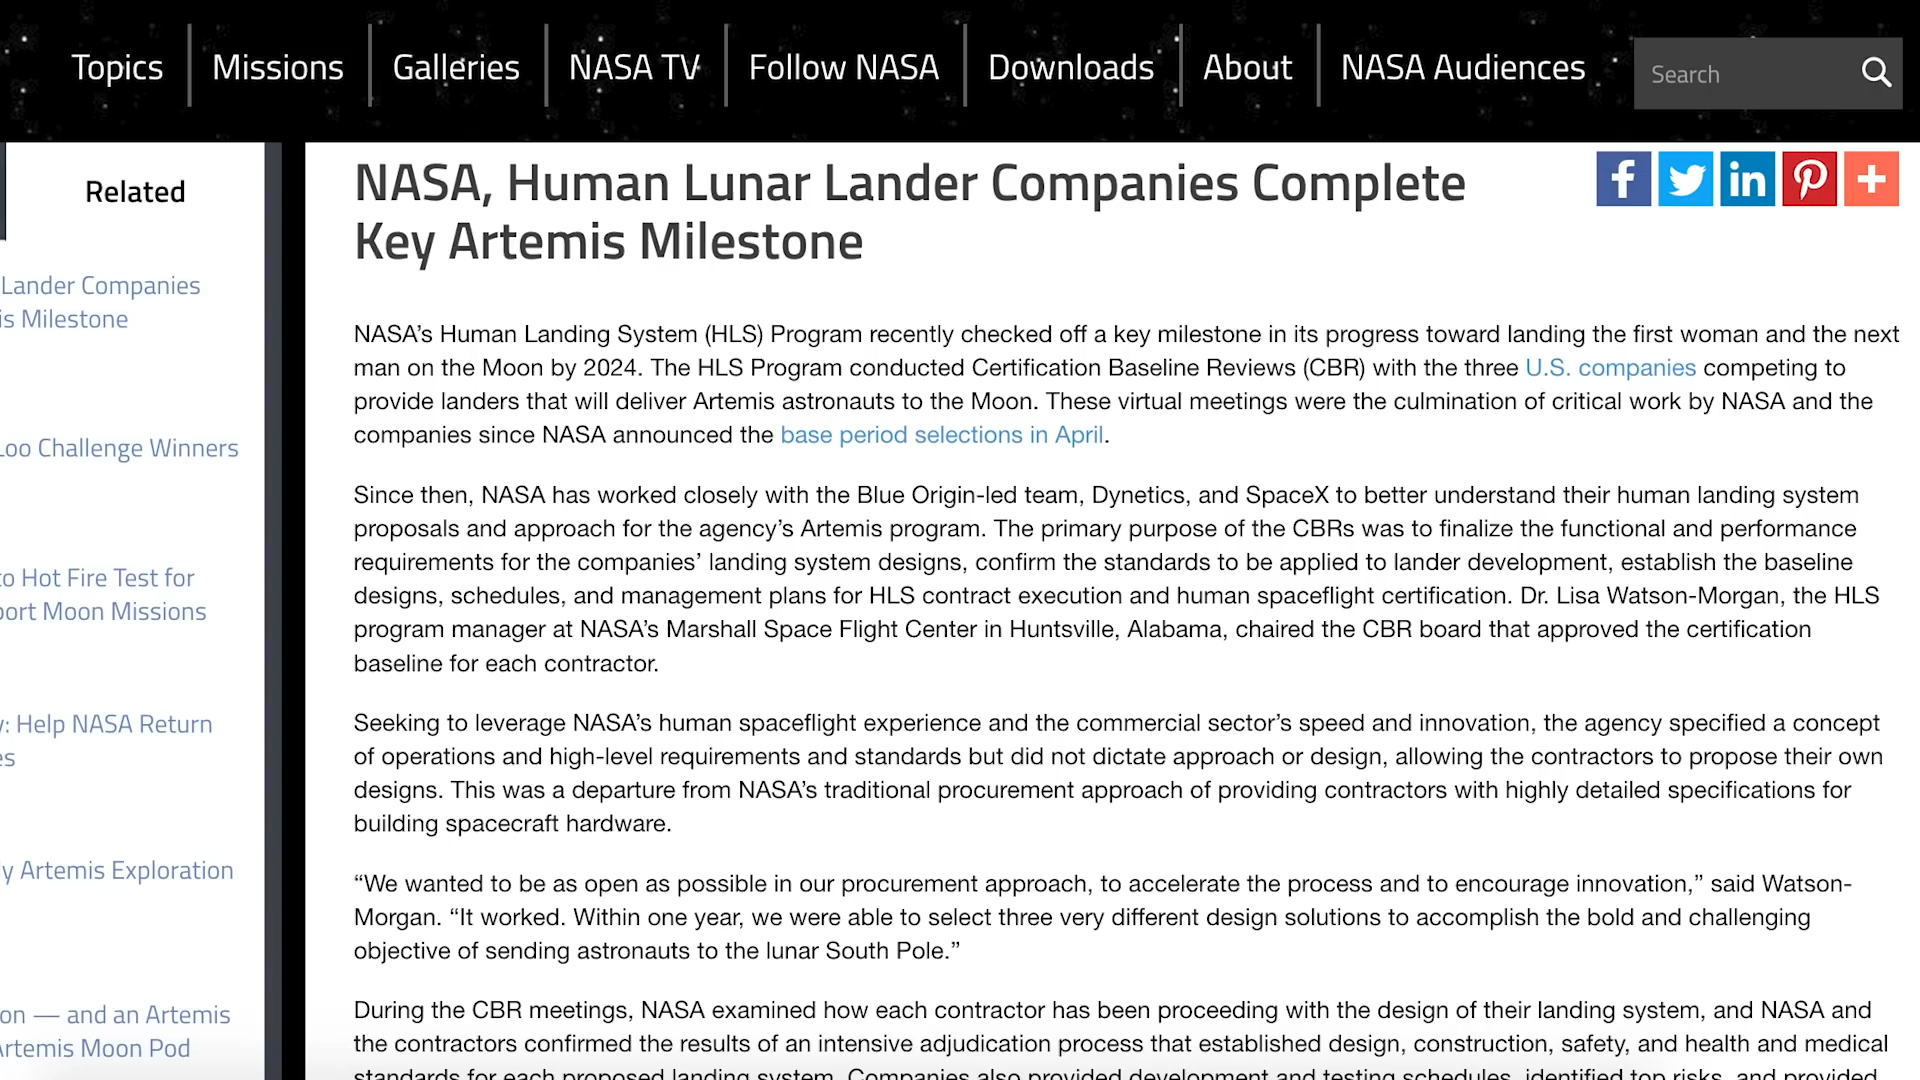 Topics
Missions
Galleries
NASA TV
Follow NASA
Downloads
About
NASA Audiences
Search
Related
Lander Companies
is Milestone
Loo Challenge Winners
to Hot Fire Test for
port Moon Missions
y: Help NASA Return
es
y Artemis Exploration
on — and an Artemis
Artemis Moon Pod
NASA, Human Lunar Lander Companies Complete
Key Artemis Milestone
NASA’s Human Landing System (HLS) Program recently checked off a key milestone in its progress toward landing the first woman and the next
man on the Moon by 2024. The HLS Program conducted Certification Baseline Reviews (CBR) with the three U.S. companies competing to
provide landers that will deliver Artemis astronauts to the Moon. These virtual meetings were the culmination of critical work by NASA and the
companies since NASA announced the base period selections in April.
Since then, NASA has worked closely with the Blue Origin-led team, Dynetics, and SpaceX to better understand their human landing system
proposals and approach for the agency’s Artemis program. The primary purpose of the CBRs was to finalize the functional and performance
requirements for the companies’ landing system designs, confirm the standards to be applied to lander development, establish the baseline
designs, schedules, and management plans for HLS contract execution and human spaceflight certification. Dr. Lisa Watson-Morgan, the HLS
program manager at NASA’s Marshall Space Flight Center in Huntsville, Alabama, chaired the CBR board that approved the certification
baseline for each contractor.
Seeking to leverage NASA’s human spaceflight experience and the commercial sector’s speed and innovation, the agency specified a concept
of operations and high-level requirements and standards but did not dictate approach or design, allowing the contractors to propose their own
designs. This was a departure from NASA’s traditional procurement approach of providing contractors with highly detailed specifications for
building spacecraft hardware.
“We wanted to be as open as possible in our procurement approach, to accelerate the process and to encourage innovation,” said Watson-
Morgan. “It worked. Within one year, we were able to select three very different design solutions to accomplish the bold and challenging
objective of sending astronauts to the lunar South Pole.”
During the CBR meetings, NASA examined how each contractor has been proceeding with the design of their landing system, and NASA and
the contractors confirmed the results of an intensive adjudication process that established design, construction, safety, and health and medical
standards for each proposed landing system. Companies also provided development and testing schedules, identified top risks, and provided